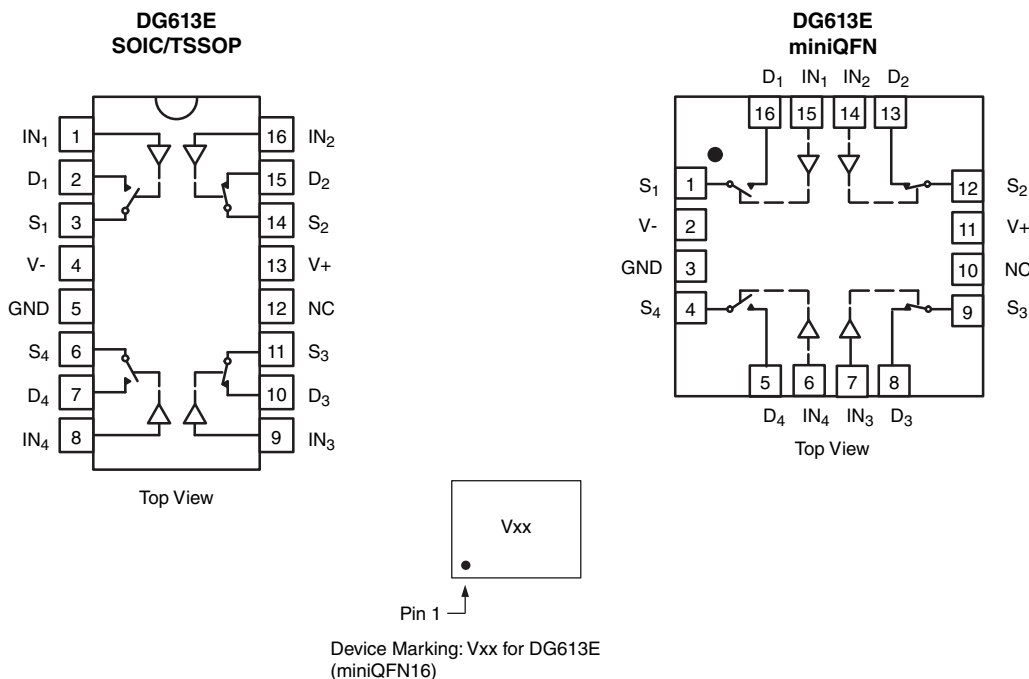 DG613E
SOIC/TSSOP
IN1 1 16 IN2
D1 2 15 D2
S1 3 14 S2
V- 4 13 V+
GND 5 12 NC
S4 6 11 S3
D4 7 10 D3
IN4 8 9 IN3
Top View
DG613E
miniQFN
D1 IN1 IN2 D2
16 15 14 13
S1 1 12 S2
V- 2 11 V+
GND 3 10 NC
S4 4 9 S3
5 6 7 8
D4 IN4 IN3 D3
Top View
Vxx
Pin 1
Device Marking: Vxx for DG613E
(miniQFN16)